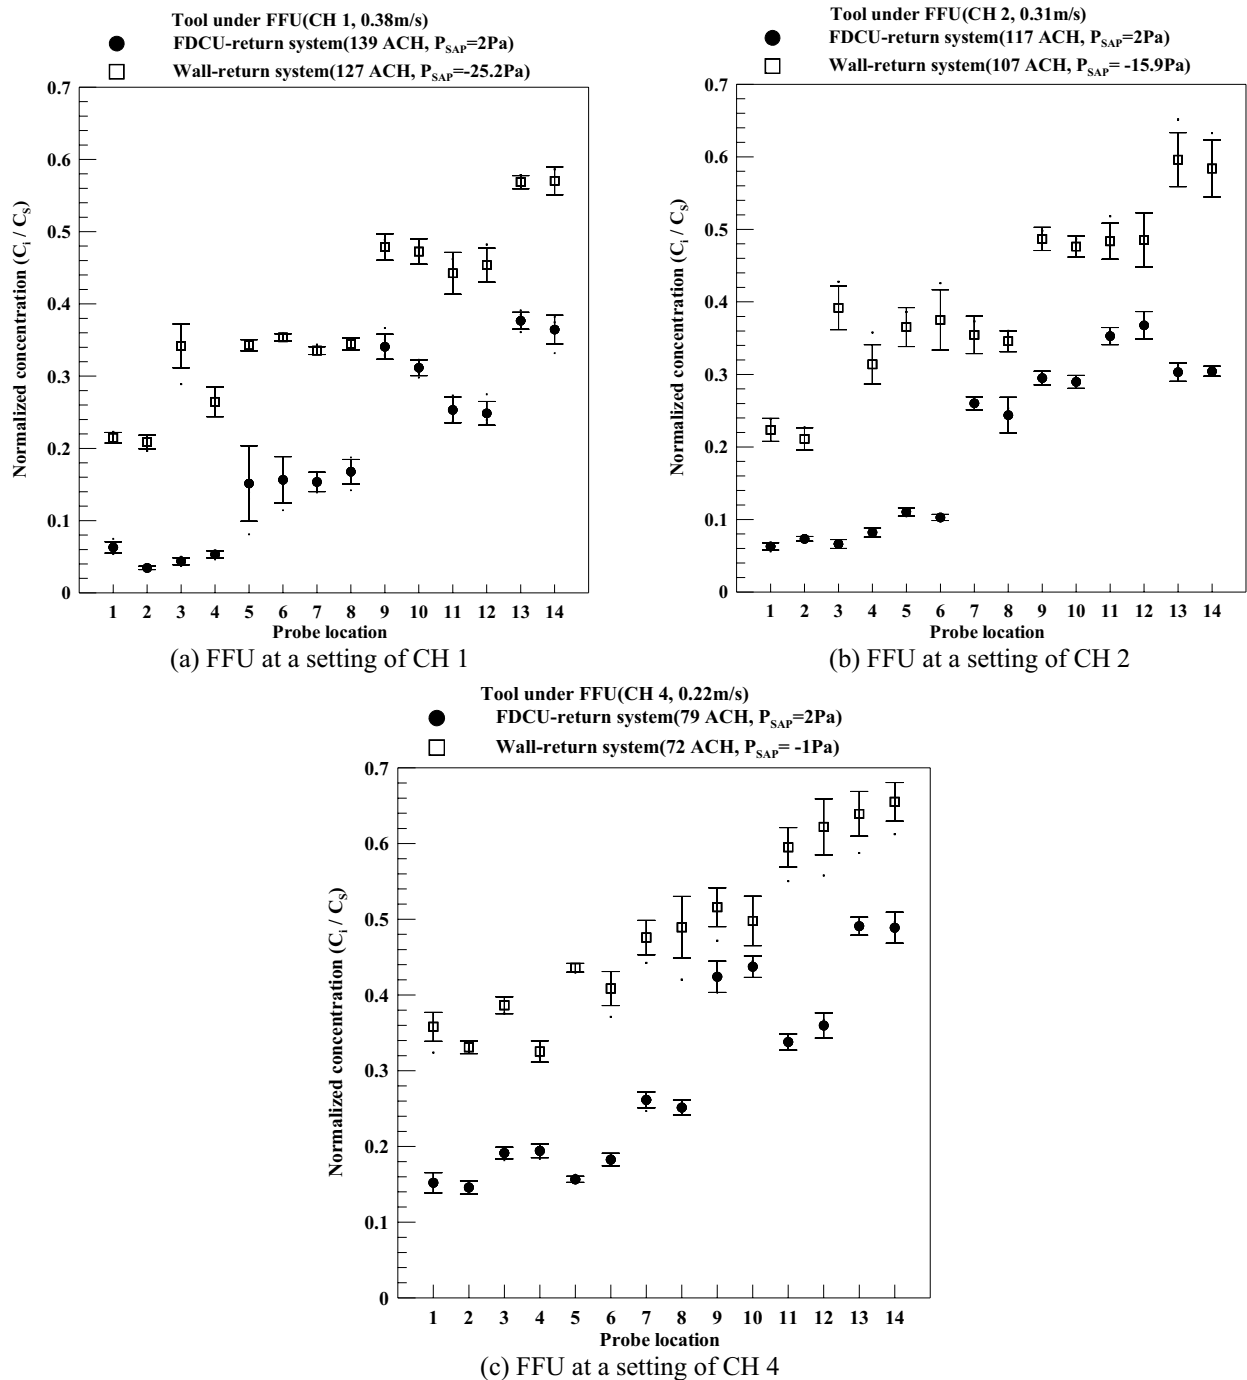 Tool under FFU(CH 1, 0.38m/s)
FDCU-return system(139 ACH, PSAP=2Pa)
Wall-return system(127 ACH, PSAP=-25.2Pa)
0.7
0.6
0.5
0.4
0.3
0.2
0.1
0
Normalized concentration (Ci / CS)
1 2 3 4 5 6 7 8 9 10 11 12 13 14
Probe location
(a) FFU at a setting of CH 1
Tool under FFU(CH 2, 0.31m/s)
FDCU-return system(117 ACH, PSAP=2Pa)
Wall-return system(107 ACH, PSAP= -15.9Pa)
0.7
0.6
0.5
0.4
0.3
0.2
0.1
0
Normalized concentration (Ci / CS)
1 2 3 4 5 6 7 8 9 10 11 12 13 14
Probe location
(b) FFU at a setting of CH 2
Tool under FFU(CH 4, 0.22m/s)
FDCU-return system(79 ACH, PSAP=2Pa)
Wall-return system(72 ACH, PSAP= -1Pa)
0.7
0.6
0.5
0.4
0.3
0.2
0.1
0
Normalized concentration (Ci / CS)
1 2 3 4 5 6 7 8 9 10 11 12 13 14
Probe location
(c) FFU at a setting of CH 4